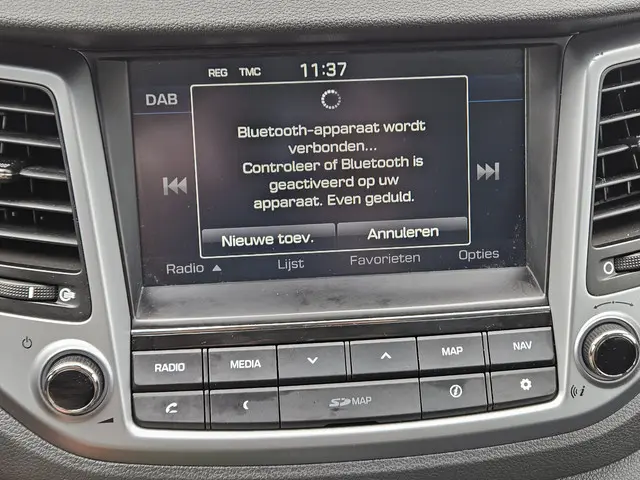 REG TMC 11:37
DAB
Bluetooth-apparaat wordt
verbonden...
Controleer of Bluetooth is
geactiveerd op uw
apparaat. Even geduld.
Nieuwe toev. Annuleren
Radio ▲ Lijst Favorieten Opties
RADIO MEDIA MAP NAV
SD MAP